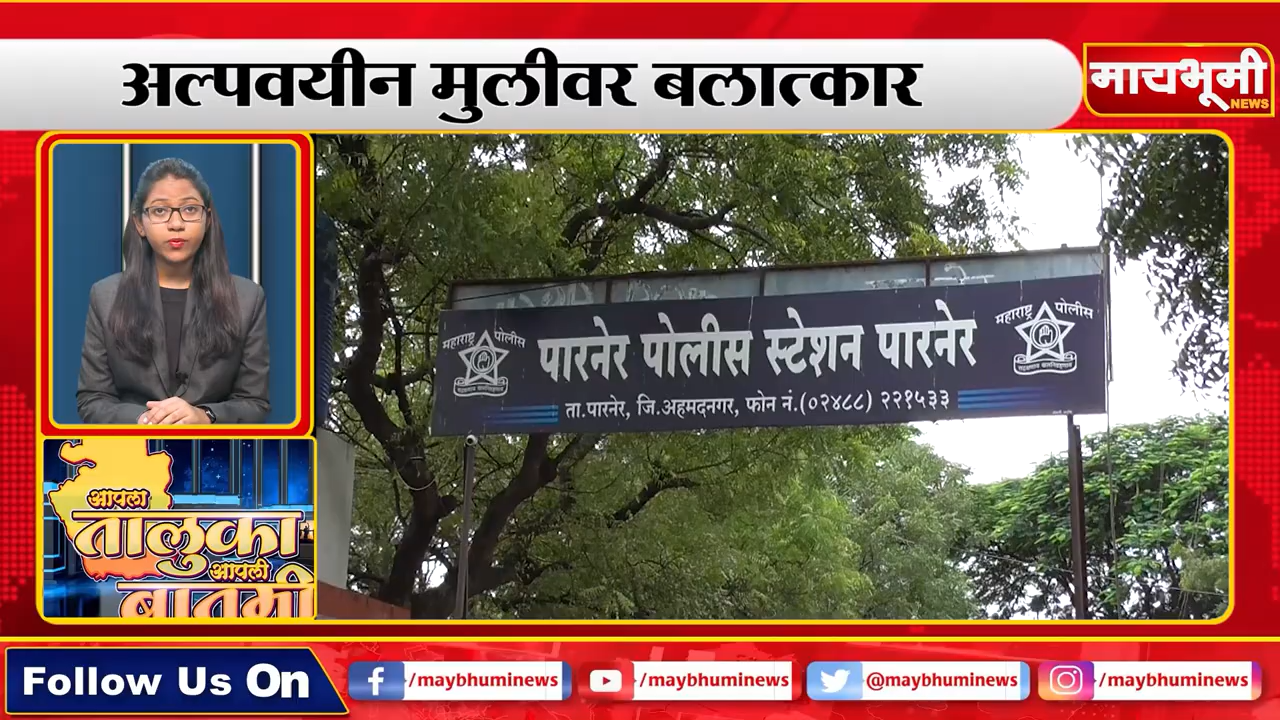 अल्पवयीन मुलीवर बलात्कार
मायभूमी
NEWS
महाराष्ट्र पोलीस
महाराष्ट्र पोलीस
पारनेर पोलीस स्टेशन पारनेर
ता.पारनेर, जि.अहमदनगर, फोन नं.(०२४८८) २२१५३३
आपला
तालुका
आपली
बातमी
Follow Us On
/maybhuminews
/maybhuminews
@maybhuminews
/maybhuminews